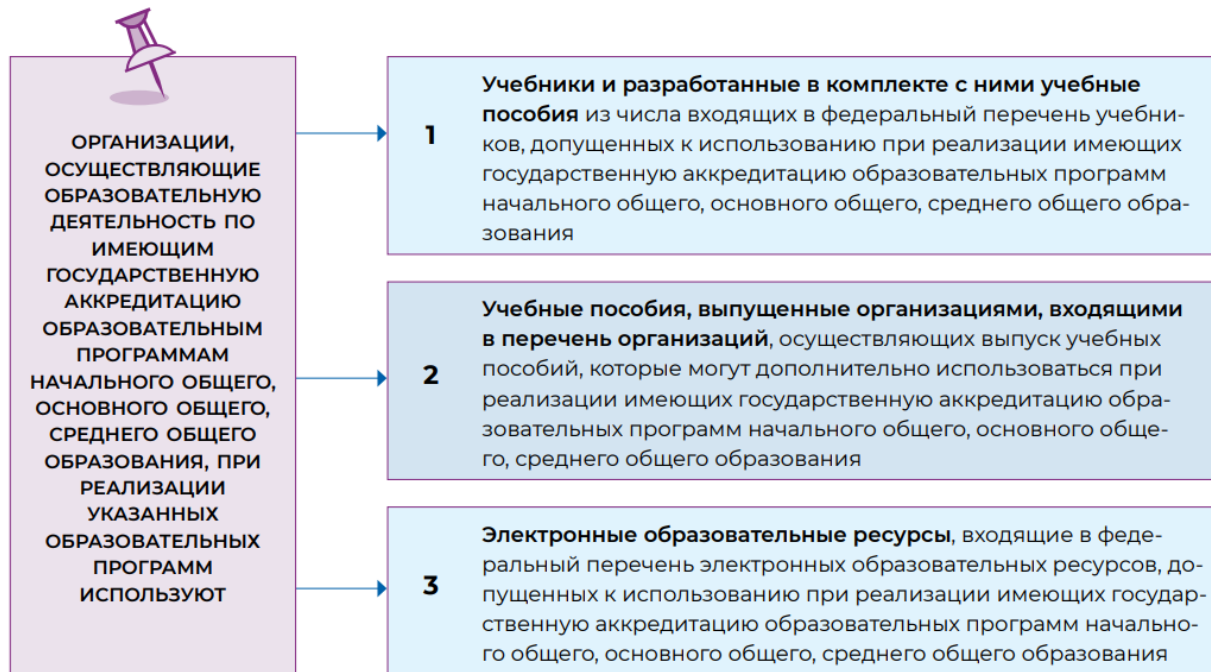 ОРГАНИЗАЦИИ,
ОСУЩЕСТВЛЯЮЩИЕ
ОБРАЗОВАТЕЛЬНУЮ
ДЕЯТЕЛЬНОСТЬ ПО
ИМЕЮЩИМ
ГОСУДАРСТВЕННУЮ
АККРЕДИТАЦИЮ
ОБРАЗОВАТЕЛЬНЫМ
ПРОГРАММАМ
НАЧАЛЬНОГО ОБЩЕГО,
ОСНОВНОГО ОБЩЕГО,
СРЕДНЕГО ОБЩЕГО
ОБРАЗОВАНИЯ, ПРИ
РЕАЛИЗАЦИИ
УКАЗАННЫХ
ОБРАЗОВАТЕЛЬНЫХ
ПРОГРАММ
ИСПОЛЬЗУЮТ
1
Учебники и разработанные в комплекте с ними учебные
пособия из числа входящих в федеральный перечень учебни-
ков, допущенных к использованию при реализации имеющих
государственную аккредитацию образовательных программ
начального общего, основного общего, среднего общего обра-
зования
2
Учебные пособия, выпущенные организациями, входящими
в перечень организаций, осуществляющих выпуск учебных
пособий, которые могут дополнительно использоваться при
реализации имеющих государственную аккредитацию обра-
зовательных программ начального общего, основного обще-
го, среднего общего образования
3
Электронные образовательные ресурсы, входящие в феде-
ральный перечень электронных образовательных ресурсов, до-
пущенных к использованию при реализации имеющих государ-
ственную аккредитацию образовательных программ начально-
го общего, основного общего, среднего общего образования